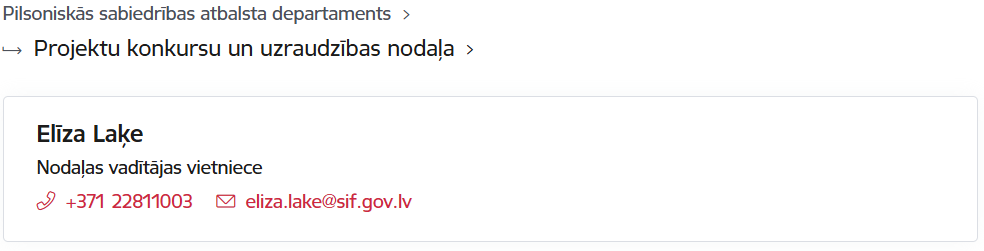 Pilsoniskās sabiedrības atbalsta departaments
Projektu konkursu un uzraudzības nodaļa
Elīza Laķe
Nodaļas vadītājas vietniece
+371 22811003 eliza.lake@sif.gov.lv